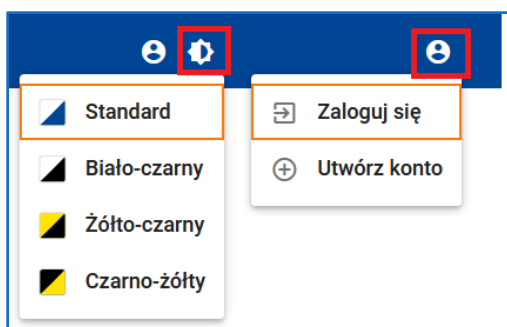 Standard
Biało-czarny
Żółto-czarny
Czarno-żółty
Zaloguj się
Utwórz konto